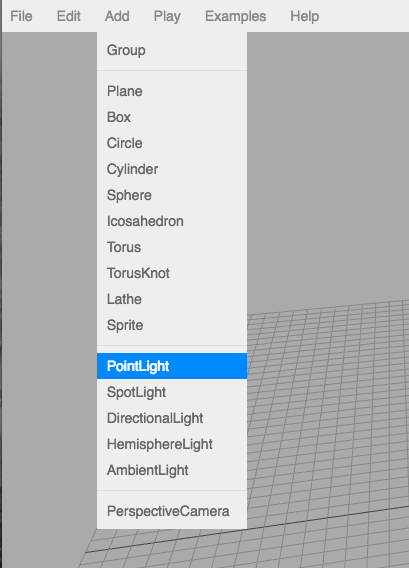 File Edit Add Play Examples Help
Group
Plane
Box
Circle
Cylinder
Sphere
Icosahedron
Torus
TorusKnot
Lathe
Sprite
PointLight
SpotLight
DirectionalLight
HemisphereLight
AmbientLight
PerspectiveCamera